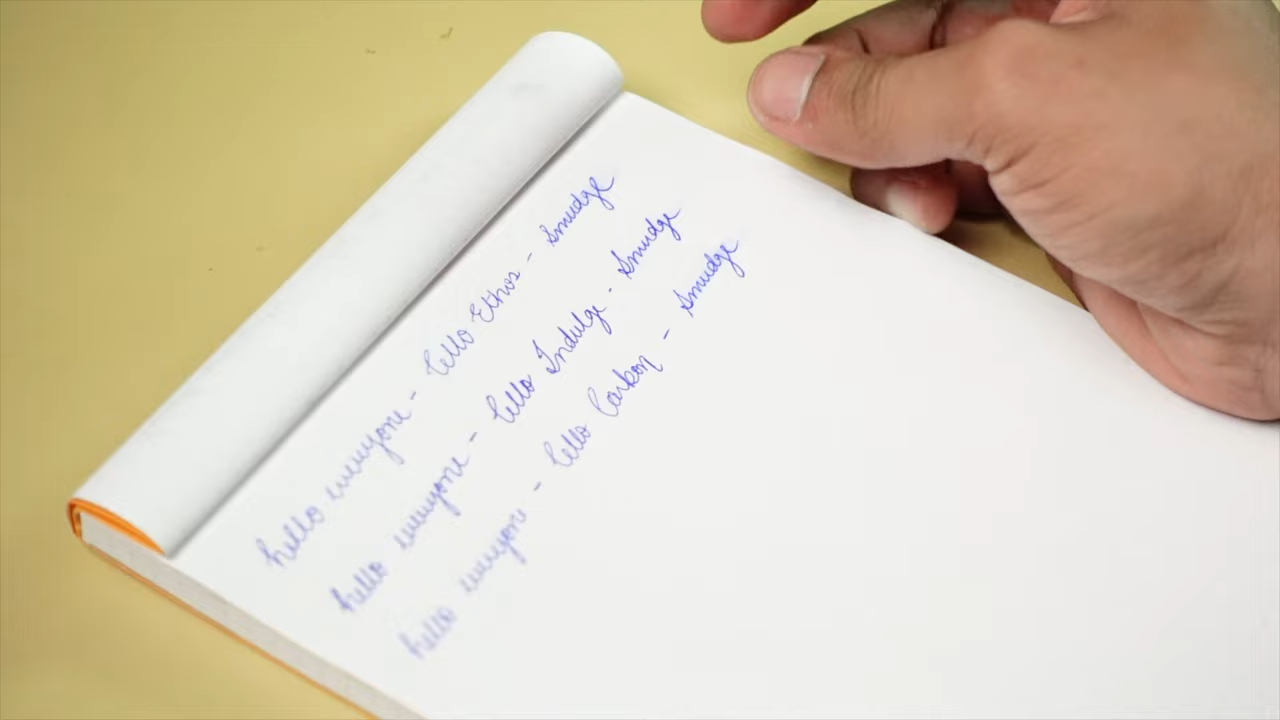 hello everyone - Cello Ethos - Smudge
hello everyone - Cello Indulge - Smudge
hello everyone - Cello Carbon - Smudge